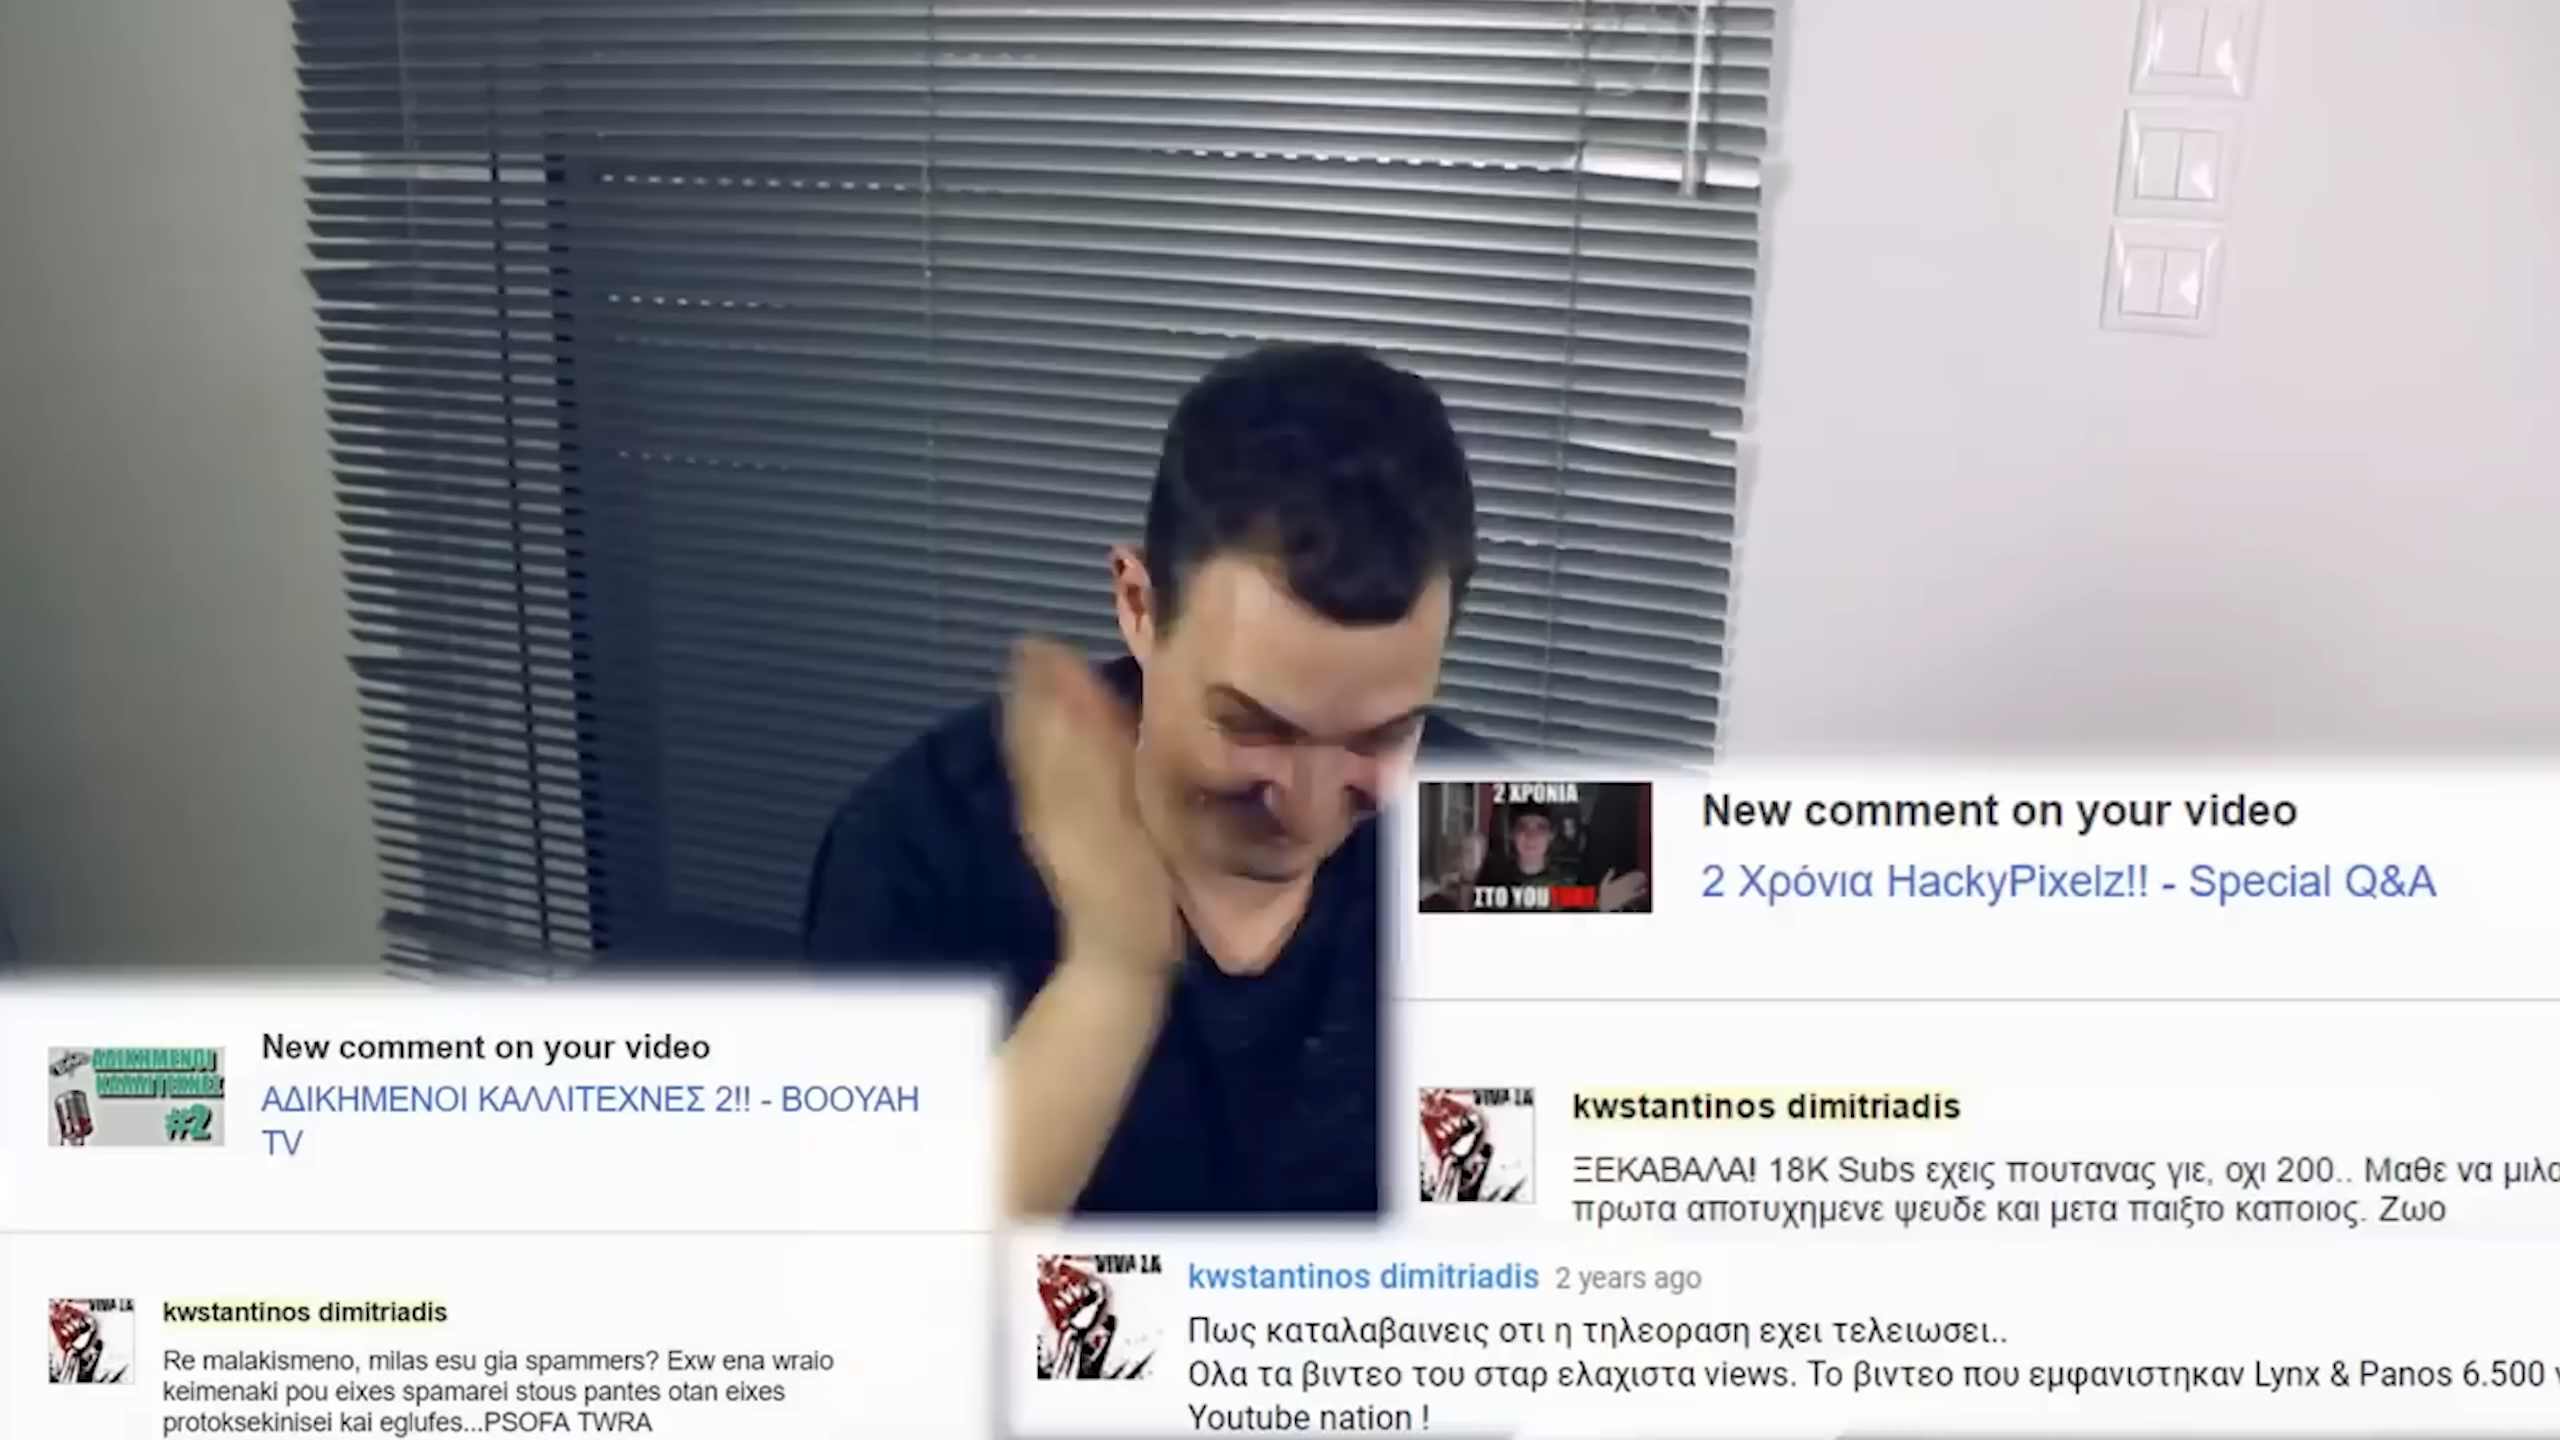 2 ΧΡΟΝΙΑ
ΣΤΟ YOUTUBE
New comment on your video
2 Χρόνια HackyPixelz!! - Special Q&A
ΑΔΙΚΗΜΕΝΟΙ
ΚΑΛΛΙΤΕΧΝΕΣ
#2
New comment on your video
ΑΔΙΚΗΜΕΝΟΙ ΚΑΛΛΙΤΕΧΝΕΣ 2!! - BOOYAH
TV
kwstantinos dimitriadis
ΞΕΚΑΒΑΛΑ! 18K Subs εχεις πουτανας γιε, οχι 200.. Μαθε να
πρωτα αποτυχημενε ψευδε και μετα παιξτο καποιος. Ζωο
kwstantinos dimitriadis
Re malakismeno, milas esu gia spammers? Exw ena wraio
keimenaki pou eixes spamarei stous pantes otan eixes
protoksekinisei kai eglufes...PSOFA TWRA
kwstantinos dimitriadis 2 years ago
Πως καταλαβαινεις οτι η τηλεοραση εχει τελειωσει..
Ολα τα βιντεο του σταρ ελαχιστα views. Το βιντεο που εμφανιστηκαν Lynx & Panos 6.500
Youtube nation !